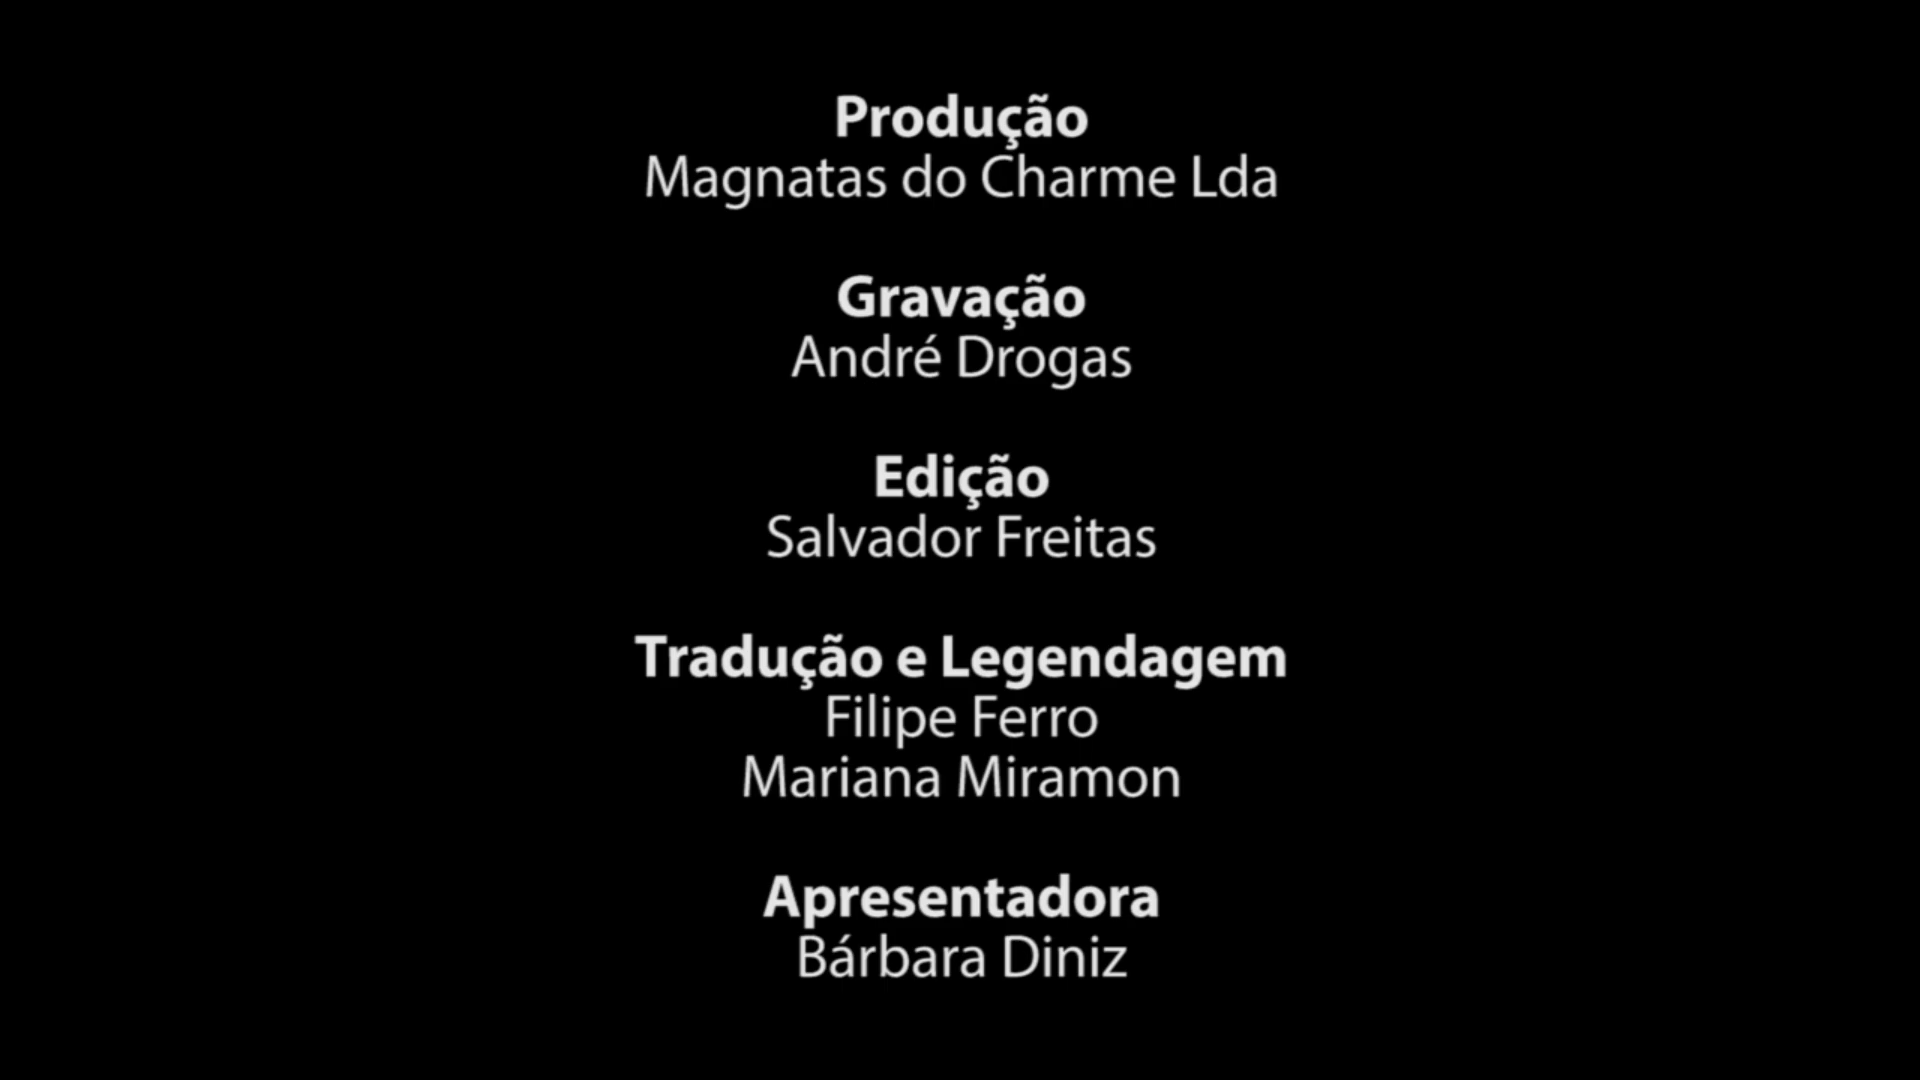 Produção
Magnatas do Charme Lda
Gravação
André Drogas
Edição
Salvador Freitas
Tradução e Legendagem
Filipe Ferro
Mariana Miramon
Apresentadora
Bárbara Diniz